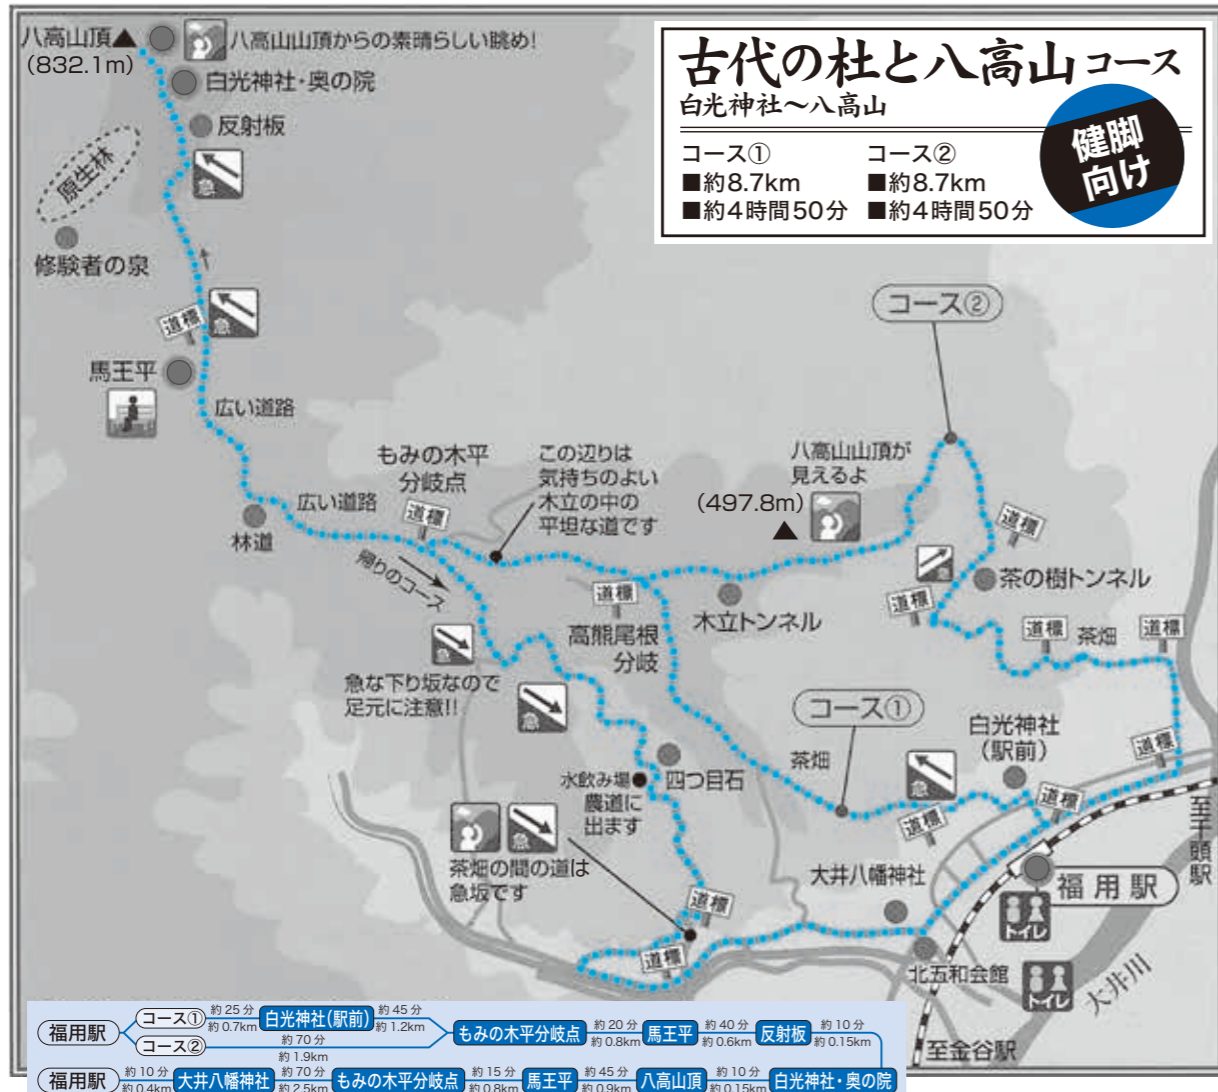 古代の杜と八高山コース
白光神社〜八高山
コース①
■約8.7km
■約4時間50分
コース②
■約8.7km
■約4時間50分
健脚
向け
八高山頂▲
(832.1m)
八高山山頂からの素晴らしい眺め!
白光神社・奥の院
反射板
急
原生林
修験者の泉
道標
急
馬王平
広い道路
林道
広い道路
もみの木平
分岐点
道標
この辺りは
気持ちのよい
木立の中の
平坦な道です
八高山山頂が
見えるよ
(497.8m)
▲
コース②
道標
急
茶の樹トンネル
道標
道標
茶畑
道標
道標
木立トンネル
道標
高熊尾根
分岐
帰りのコース
急
急な下り坂なので
足元に注意!!
急
四つ目石
水飲み場
農道に
出ます
急
茶畑の間の道は
急坂です
道標
道標
コース①
茶畑
急
道標
白光神社
(駅前)
道標
大井八幡神社
北五和会館
福用駅
トイレ
トイレ
至千頭駅
大井川
至金谷駅
福用駅 コース① 約25分 約0.7km 白光神社(駅前) 約45分 約1.2km
コース② 約70分 約1.9km
もみの木平分岐点 約20分 約0.8km 馬王平 約40分 約0.6km 反射板 約10分 約0.15km
福用駅 約10分 約0.4km 大井八幡神社 約70分 約2.5km もみの木平分岐点 約15分 約0.8km 馬王平 約45分 約0.9km 八高山頂 約10分 約0.15km 白光神社・奥の院